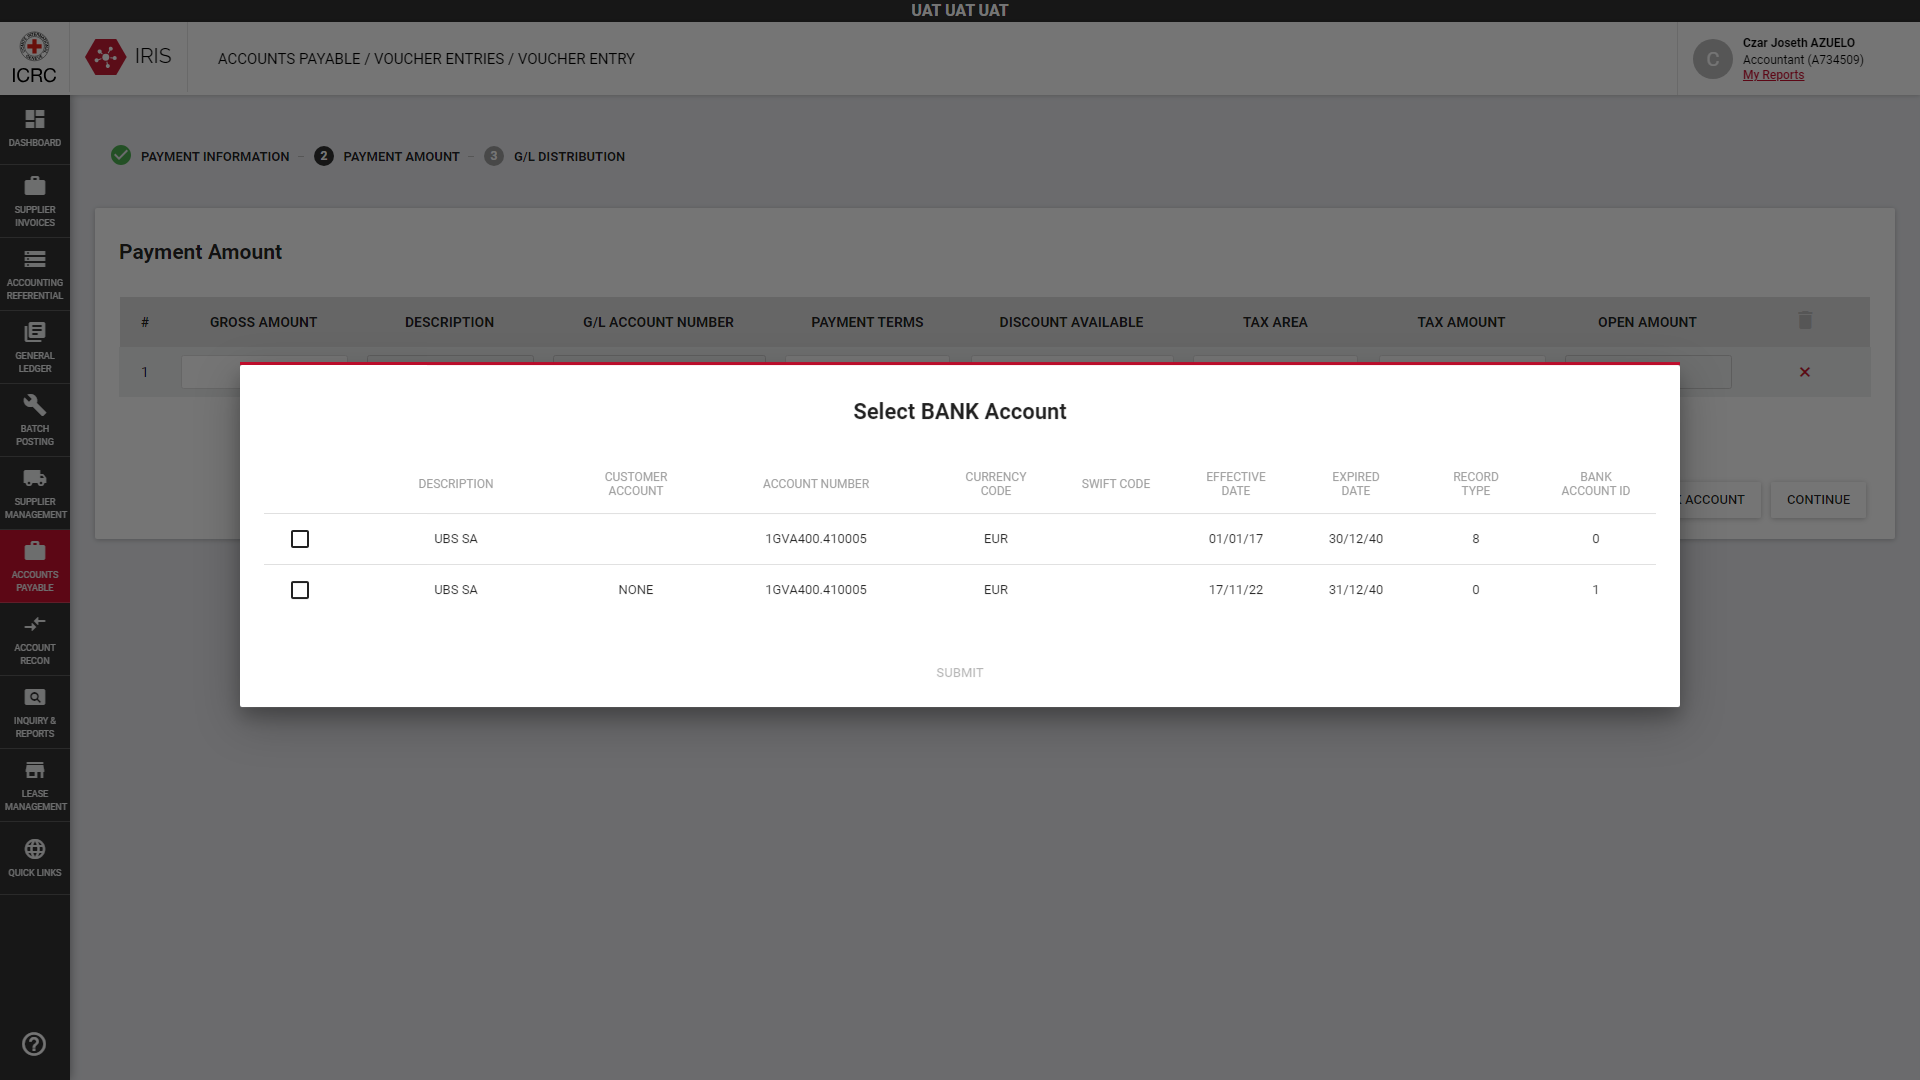 UAT UAT UAT
ICRC
IRIS
ACCOUNTS PAYABLE / VOUCHER ENTRIES / VOUCHER ENTRY
C
Czar Joseth AZUELO
Accountant (A734509)
My Reports
DASHBOARD
SUPPLIER
INVOICES
ACCOUNTING
REFERENTIAL
GENERAL
LEDGER
BATCH
POSTING
SUPPLIER
MANAGEMENT
ACCOUNTS
PAYABLE
ACCOUNT
RECON
INQUIRY &
REPORTS
LEASE
MANAGEMENT
QUICK LINKS
PAYMENT INFORMATION
2 PAYMENT AMOUNT
3 G/L DISTRIBUTION
Payment Amount
# GROSS AMOUNT DESCRIPTION G/L ACCOUNT NUMBER PAYMENT TERMS DISCOUNT AVAILABLE TAX AREA TAX AMOUNT OPEN AMOUNT
1
ACCOUNT
CONTINUE
Select BANK Account
DESCRIPTION CUSTOMER ACCOUNT ACCOUNT NUMBER CURRENCY CODE SWIFT CODE EFFECTIVE DATE EXPIRED DATE RECORD TYPE BANK ACCOUNT ID
UBS SA 1GVA400.410005 EUR 01/01/17 30/12/40 8 0
UBS SA NONE 1GVA400.410005 EUR 17/11/22 31/12/40 0 1
SUBMIT